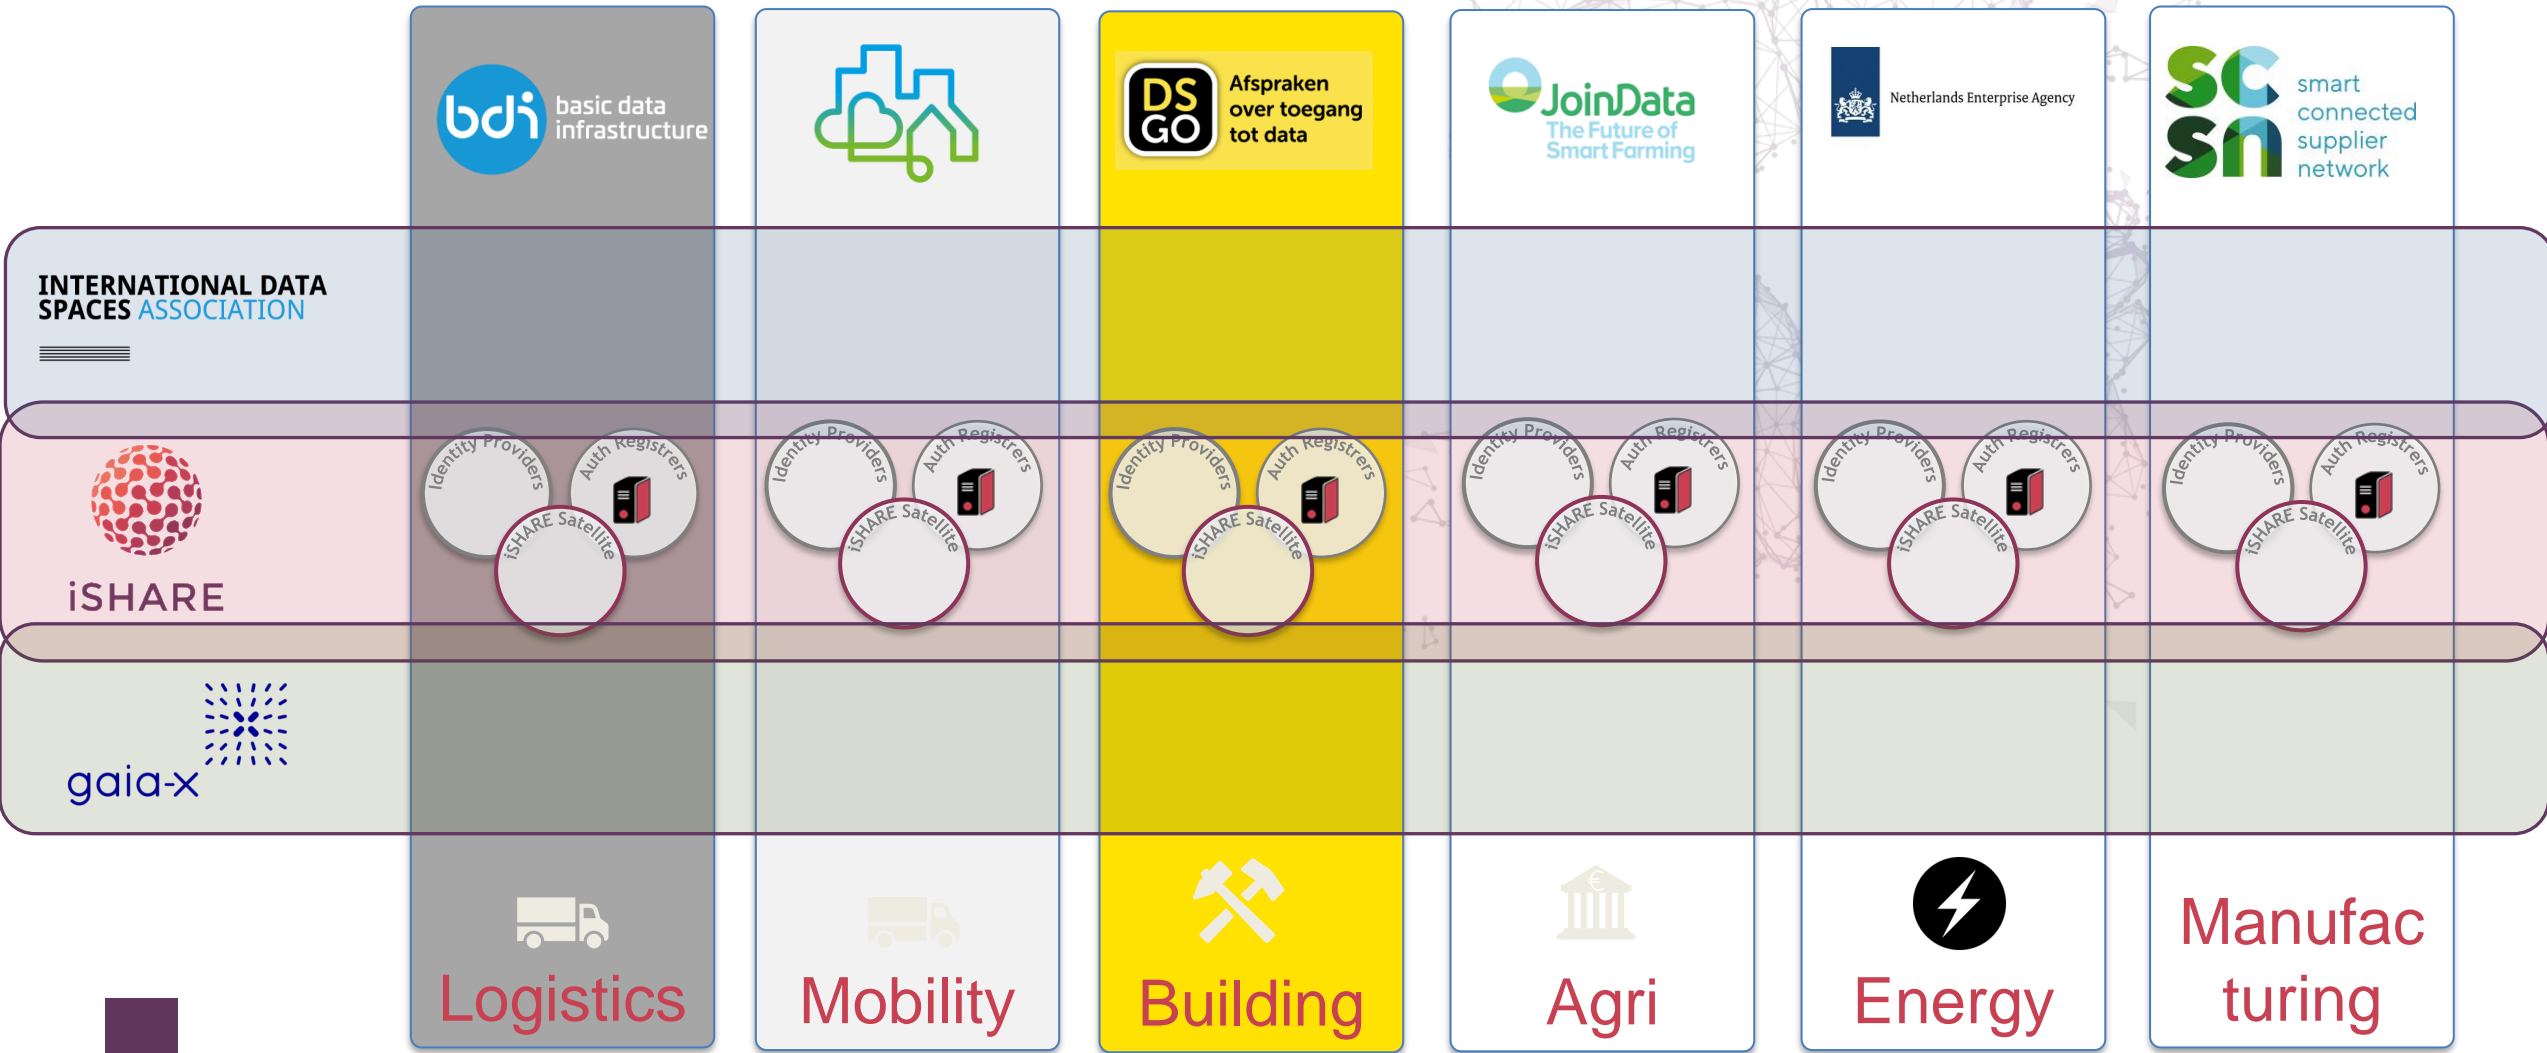 bdi
basic data
infrastructure
DS
GO
Afspraken
over toegang
tot data
JoinData
The Future of
Smart Farming
Netherlands Enterprise Agency
sc
sn
smart
connected
supplier
network
INTERNATIONAL DATA
SPACES ASSOCIATION
Identity Providers
Auth Registrers
iSHARE Satellite
Identity Providers
Auth Registrers
iSHARE Satellite
Identity Providers
Auth Registrers
iSHARE Satellite
Identity Providers
Auth Registrers
iSHARE Satellite
Identity Providers
Auth Registrers
iSHARE Satellite
Identity Providers
Auth Registrers
iSHARE Satellite
iSHARE
gaia-x
€
Logistics
Mobility
Building
Agri
Energy
Manufac
turing